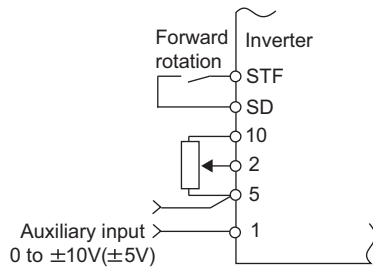 Forward
rotation
Inverter
STF
SD
10
2
5
1
Auxiliary input
0 to ±10V(±5V)